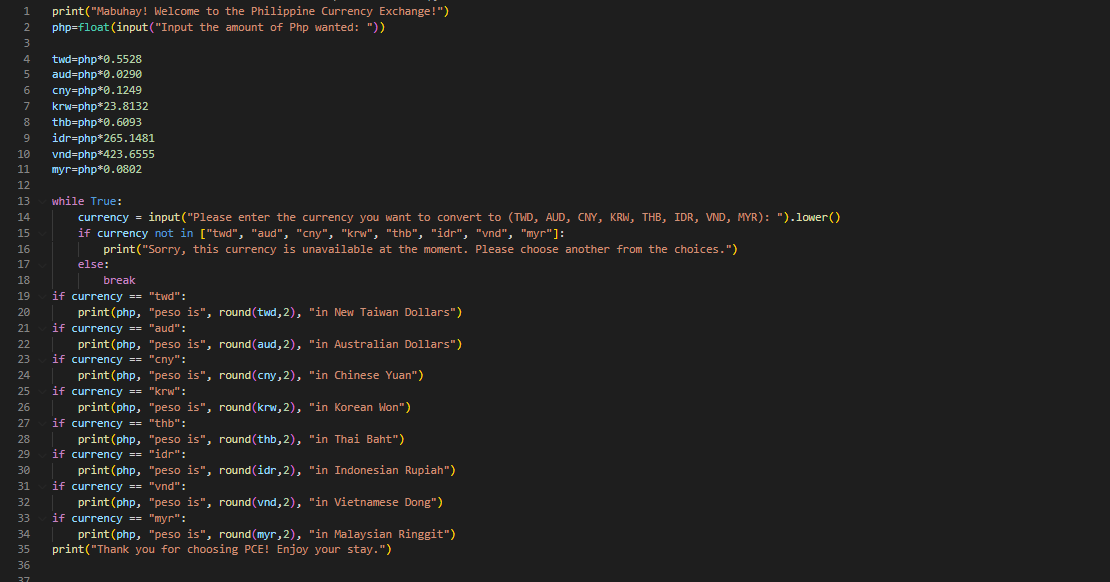 1 print("Mabuhay! Welcome to the Philippine Currency Exchange!")
2 php=float(input("Input the amount of Php wanted: "))
3
4 twd=php*0.5528
5 aud=php*0.0290
6 cny=php*0.1249
7 krw=php*23.8132
8 thb=php*0.6093
9 idr=php*265.1481
10 vnd=php*423.6555
11 myr=php*0.0802
12
13 while True:
14     currency = input("Please enter the currency you want to convert to (TWD, AUD, CNY, KRW, THB, IDR, VND, MYR): ").lower()
15     if currency not in ["twd", "aud", "cny", "krw", "thb", "idr", "vnd", "myr"]:
16         print("Sorry, this currency is unavailable at the moment. Please choose another from the choices.")
17     else:
18         break
19 if currency == "twd":
20     print(php, "peso is", round(twd,2), "in New Taiwan Dollars")
21 if currency == "aud":
22     print(php, "peso is", round(aud,2), "in Australian Dollars")
23 if currency == "cny":
24     print(php, "peso is", round(cny,2), "in Chinese Yuan")
25 if currency == "krw":
26     print(php, "peso is", round(krw,2), "in Korean Won")
27 if currency == "thb":
28     print(php, "peso is", round(thb,2), "in Thai Baht")
29 if currency == "idr":
30     print(php, "peso is", round(idr,2), "in Indonesian Rupiah")
31 if currency == "vnd":
32     print(php, "peso is", round(vnd,2), "in Vietnamese Dong")
33 if currency == "myr":
34     print(php, "peso is", round(myr,2), "in Malaysian Ringgit")
35 print("Thank you for choosing PCE! Enjoy your stay.")
36
37